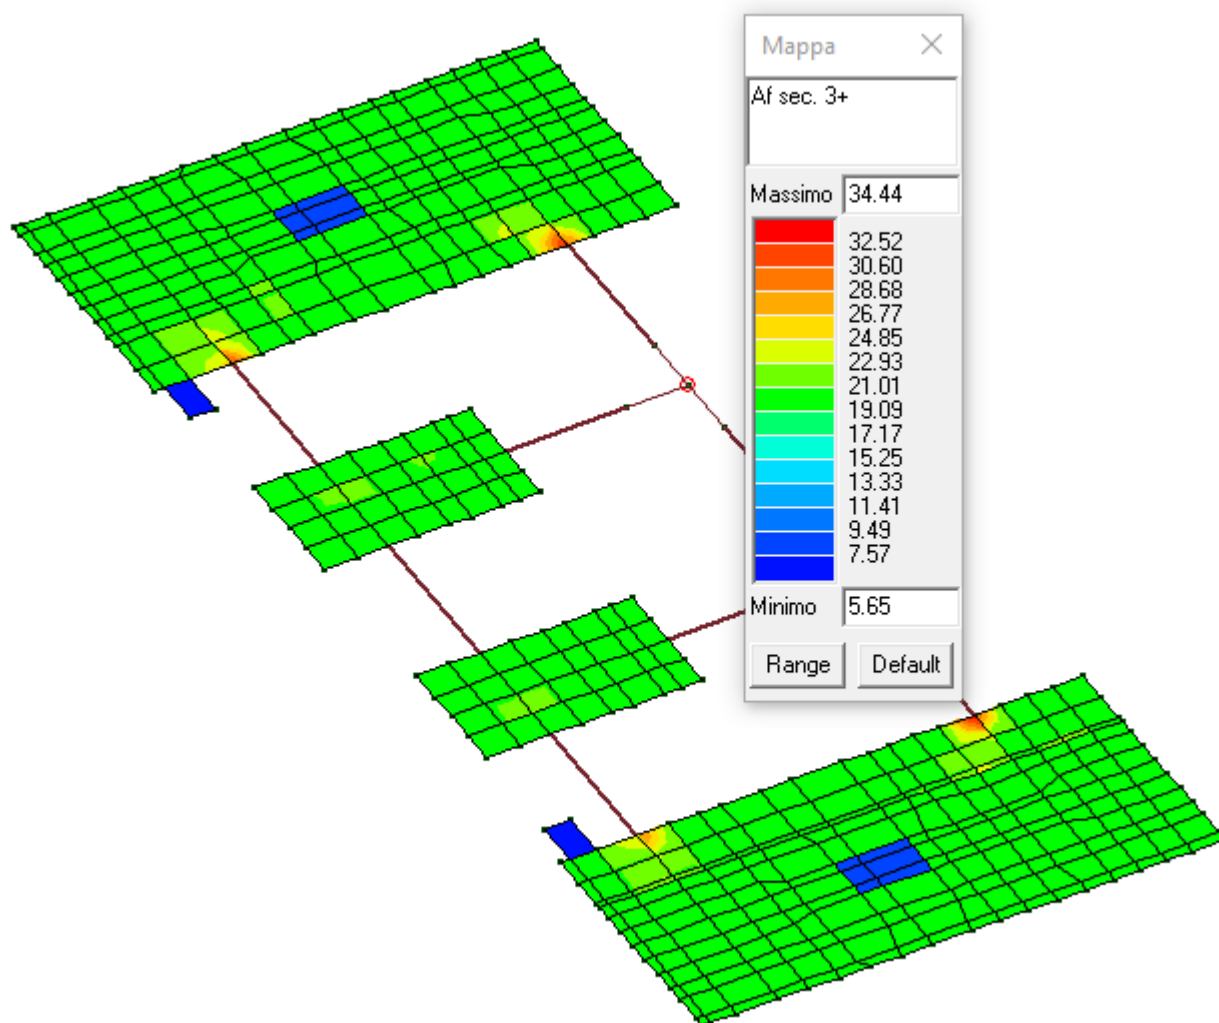 Mappa
Af sec. 3+
Massimo 34.44
32.52
30.60
28.68
26.77
24.85
22.93
21.01
19.09
17.17
15.25
13.33
11.41
9.49
7.57
Minimo 5.65
Range Default